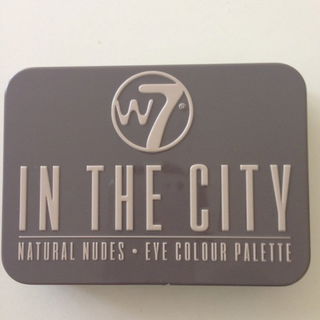 W7
IN THE CITY
NATURAL NUDES • EYE COLOUR PALETTE